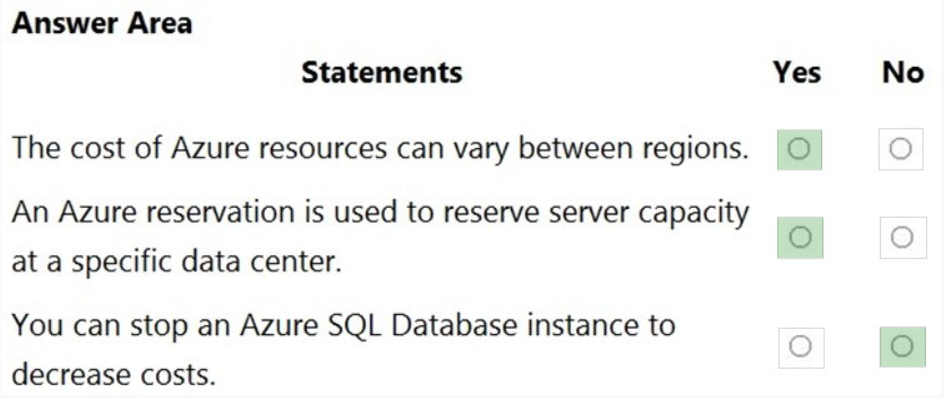 Answer Area
Statements Yes No
The cost of Azure resources can vary between regions.
An Azure reservation is used to reserve server capacity
at a specific data center.
You can stop an Azure SQL Database instance to
decrease costs.